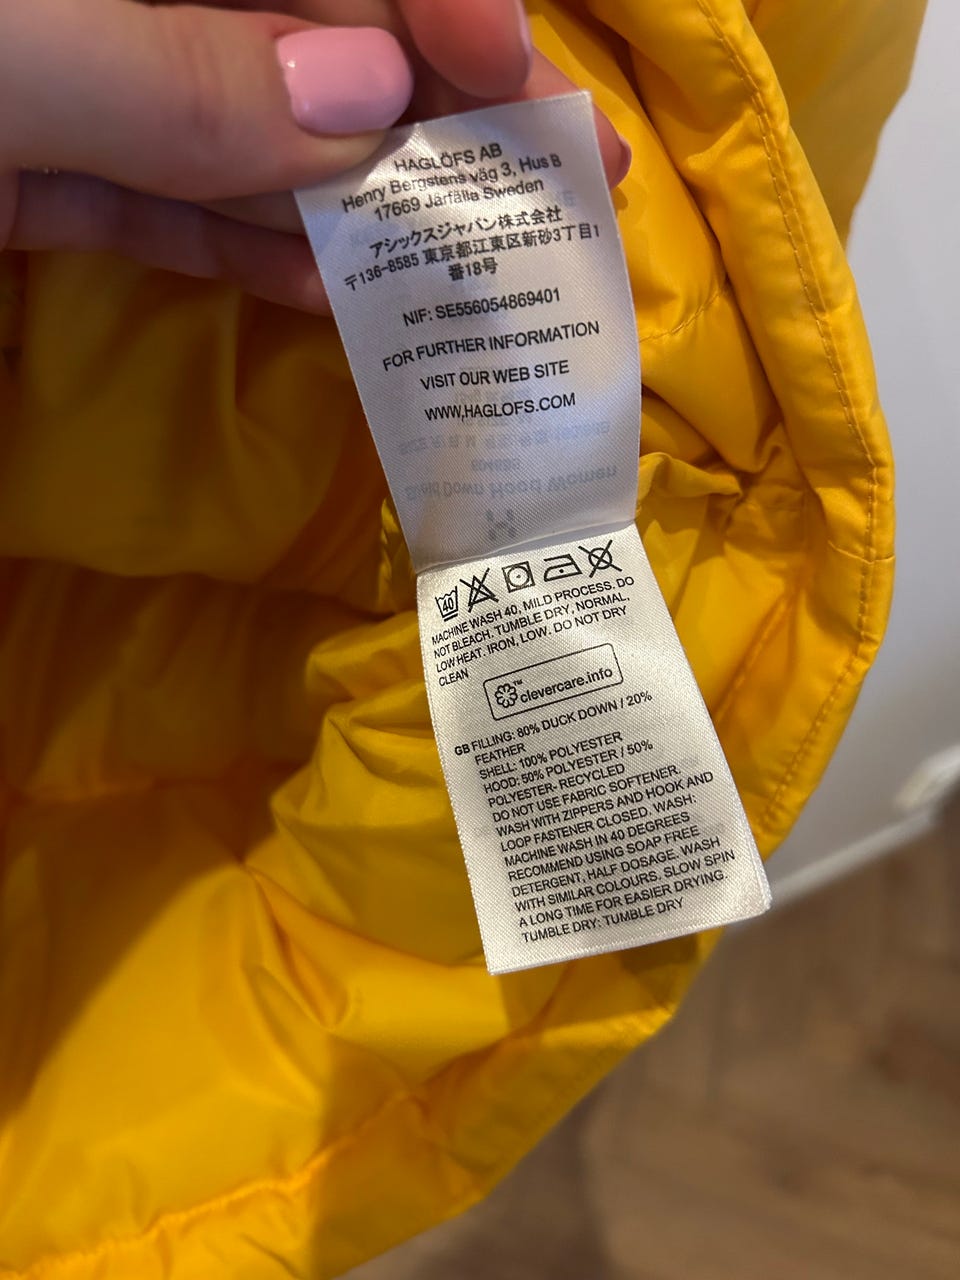 HAGLÖFS AB
Henry Bergstens väg 3, Hus B
17669 Järfälla Sweden
アシックスジャパン株式会社
〒136-8585 東京都江東区新砂3丁目1
番18号
NIF: SE556054869401
FOR FURTHER INFORMATION
VISIT OUR WEB SITE
WWW.HAGLOFS.COM
40
MACHINE WASH 40, MILD PROCESS. DO
NOT BLEACH. TUMBLE DRY, NORMAL,
LOW HEAT. IRON, LOW. DO NOT DRY
CLEAN
™ clevercare.info
GB FILLING: 80% DUCK DOWN / 20%
FEATHER
SHELL: 100% POLYESTER
HOOD: 50% POLYESTER / 50%
POLYESTER- RECYCLED
DO NOT USE FABRIC SOFTENER.
WASH WITH ZIPPERS AND HOOK AND
LOOP FASTENER CLOSED. WASH:
MACHINE WASH IN 40 DEGREES
RECOMMEND USING SOAP FREE
DETERGENT, HALF DOSAGE. WASH
WITH SIMILAR COLOURS. SLOW SPIN
A LONG TIME FOR EASIER DRYING.
TUMBLE DRY: TUMBLE DRY